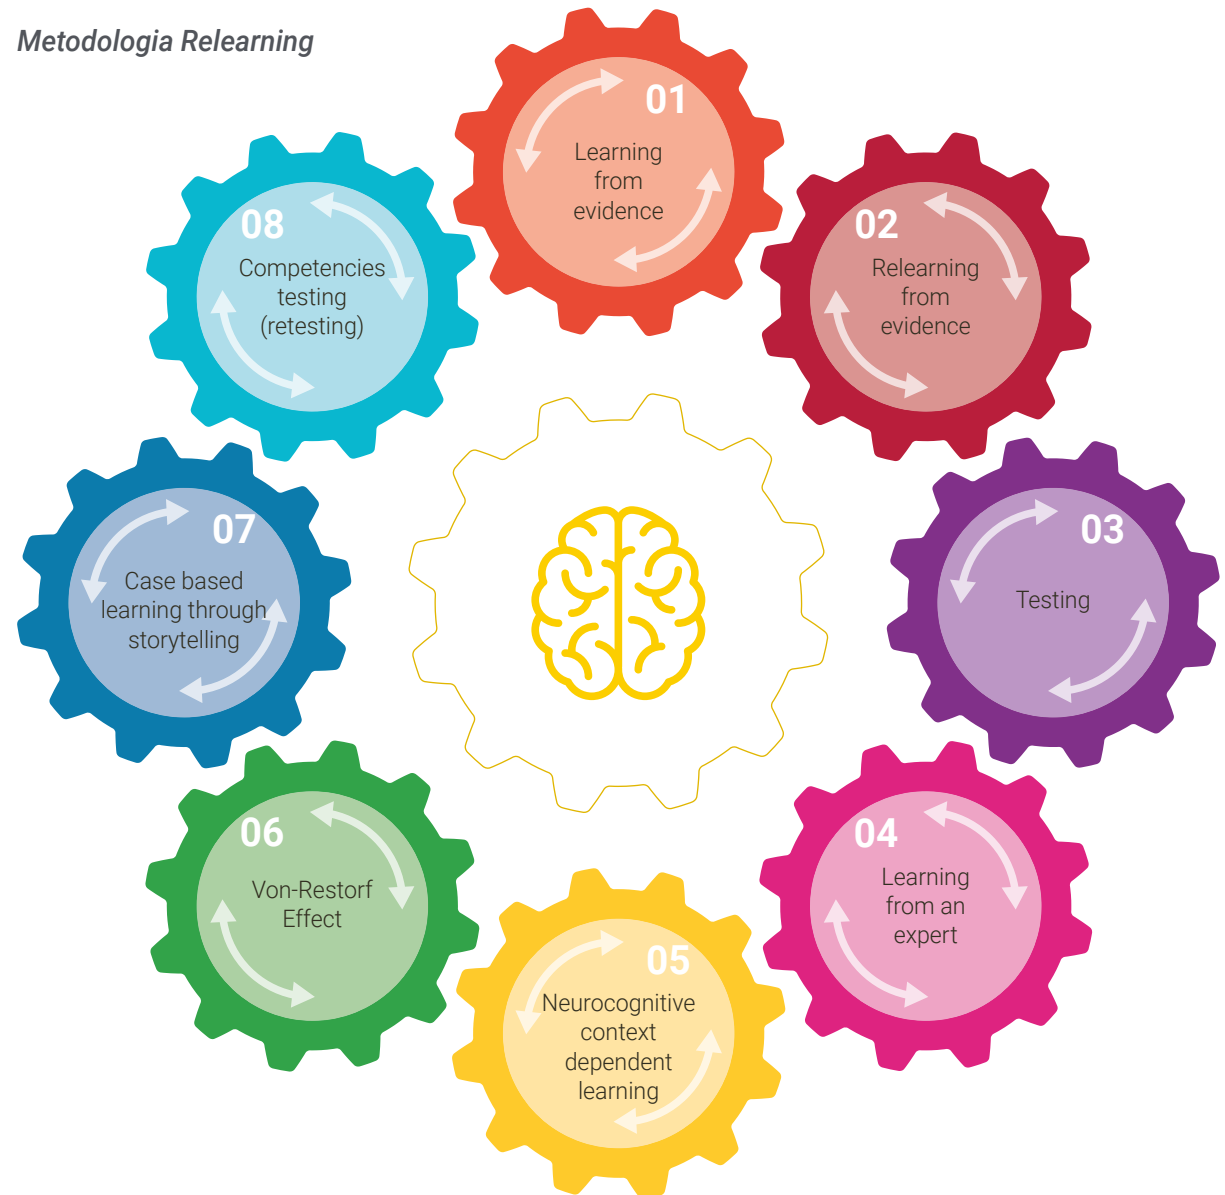 Metodologia Relearning
01
Learning
from
evidence
02
Relearning
from
evidence
03
Testing
04
Learning
from an
expert
05
Neurocognitive
context
dependent
learning
06
Von-Restorf
Effect
07
Case based
learning through
storytelling
08
Competencies
testing
(retesting)